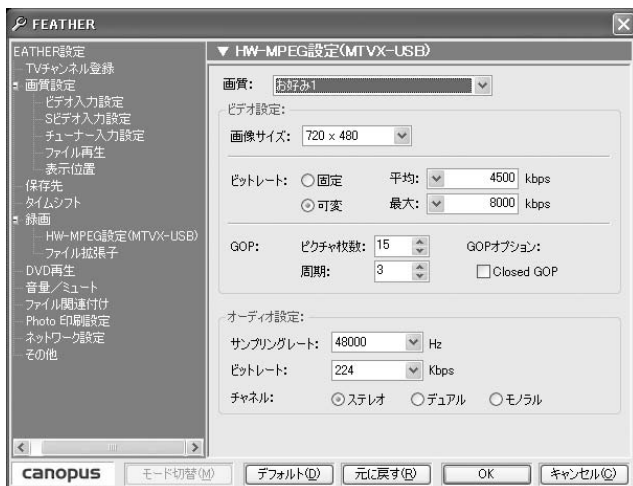 FEATHER
EATHER設定
TVチャンネル登録
画質設定
ビデオ入力設定
Sビデオ入力設定
チューナー入力設定
ファイル再生
表示位置
保存先
タイムシフト
録画
HW-MPEG設定(MTVX-USB)
ファイル拡張子
DVD再生
音量/ミュート
ファイル関連付け
Photo 印刷設定
ネットワーク設定
その他
▼ HW-MPEG設定(MTVX-USB)
画質: お好み1
ビデオ設定:
画像サイズ: 720 x 480
ビットレート: 固定 平均: 4500 kbps
可変 最大: 8000 kbps
GOP: ピクチャ枚数: 15 GOPオプション:
周期: 3 Closed GOP
オーディオ設定:
サンプリングレート: 48000 Hz
ビットレート: 224 Kbps
チャネル: ステレオ デュアル モノラル
canopus モード切替(M) デフォルト(D) 元に戻す(R) OK キャンセル(C)